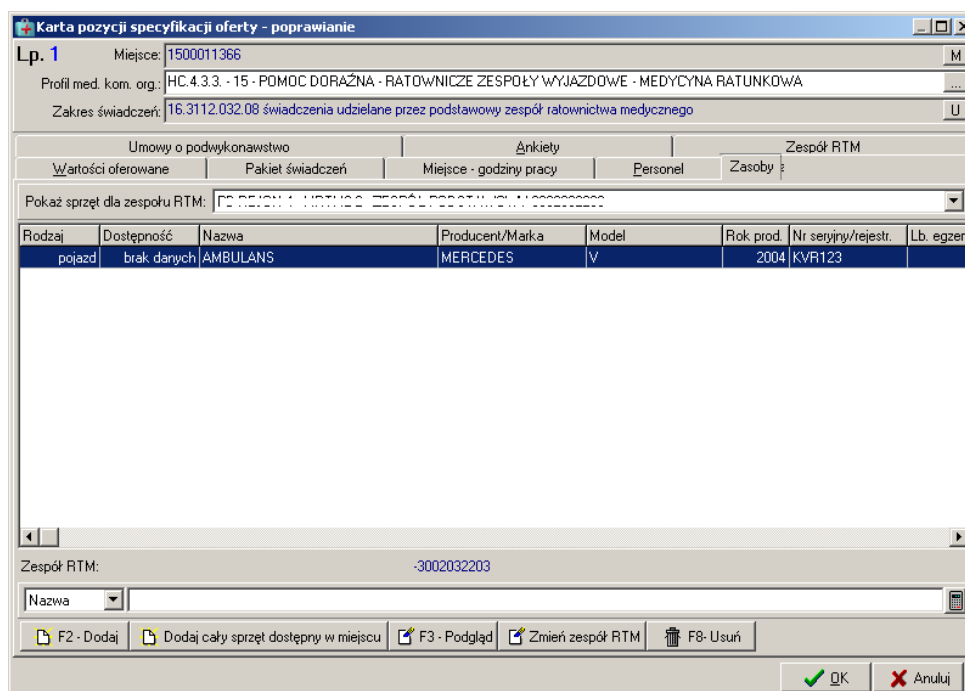 Karta pozycji specyfikacji oferty - poprawianie
Lp. 1 Miejsce: 1500011366 M
Profil med. kom. org.: HC.4.3.3. - 15 - POMOC DORAŹNA - RATOWNICZE ZESPOŁY WYJAZDOWE - MEDYCYNA RATUNKOWA ...
Zakres świadczeń: 16.3112.032.08 świadczenia udzielane przez podstawowy zespół ratownictwa medycznego U
Umowy o podwykonawstwo Ankiety Zespół RTM
Wartości oferowane Pakiet świadczeń Miejsce - godziny pracy Personel Zasoby
Pokaż sprzęt dla zespołu RTM:
Rodzaj Dostępność Nazwa Producent/Marka Model Rok prod. Nr seryjny/rejestr. Lb. egzer
pojazd brak danych AMBULANS MERCEDES V 2004 KVR123
Zespół RTM: -3002032203
Nazwa
F2 - Dodaj Dodaj cały sprzęt dostępny w miejscu F3 - Podgląd Zmień zespół RTM F8- Usuń
OK Anuluj